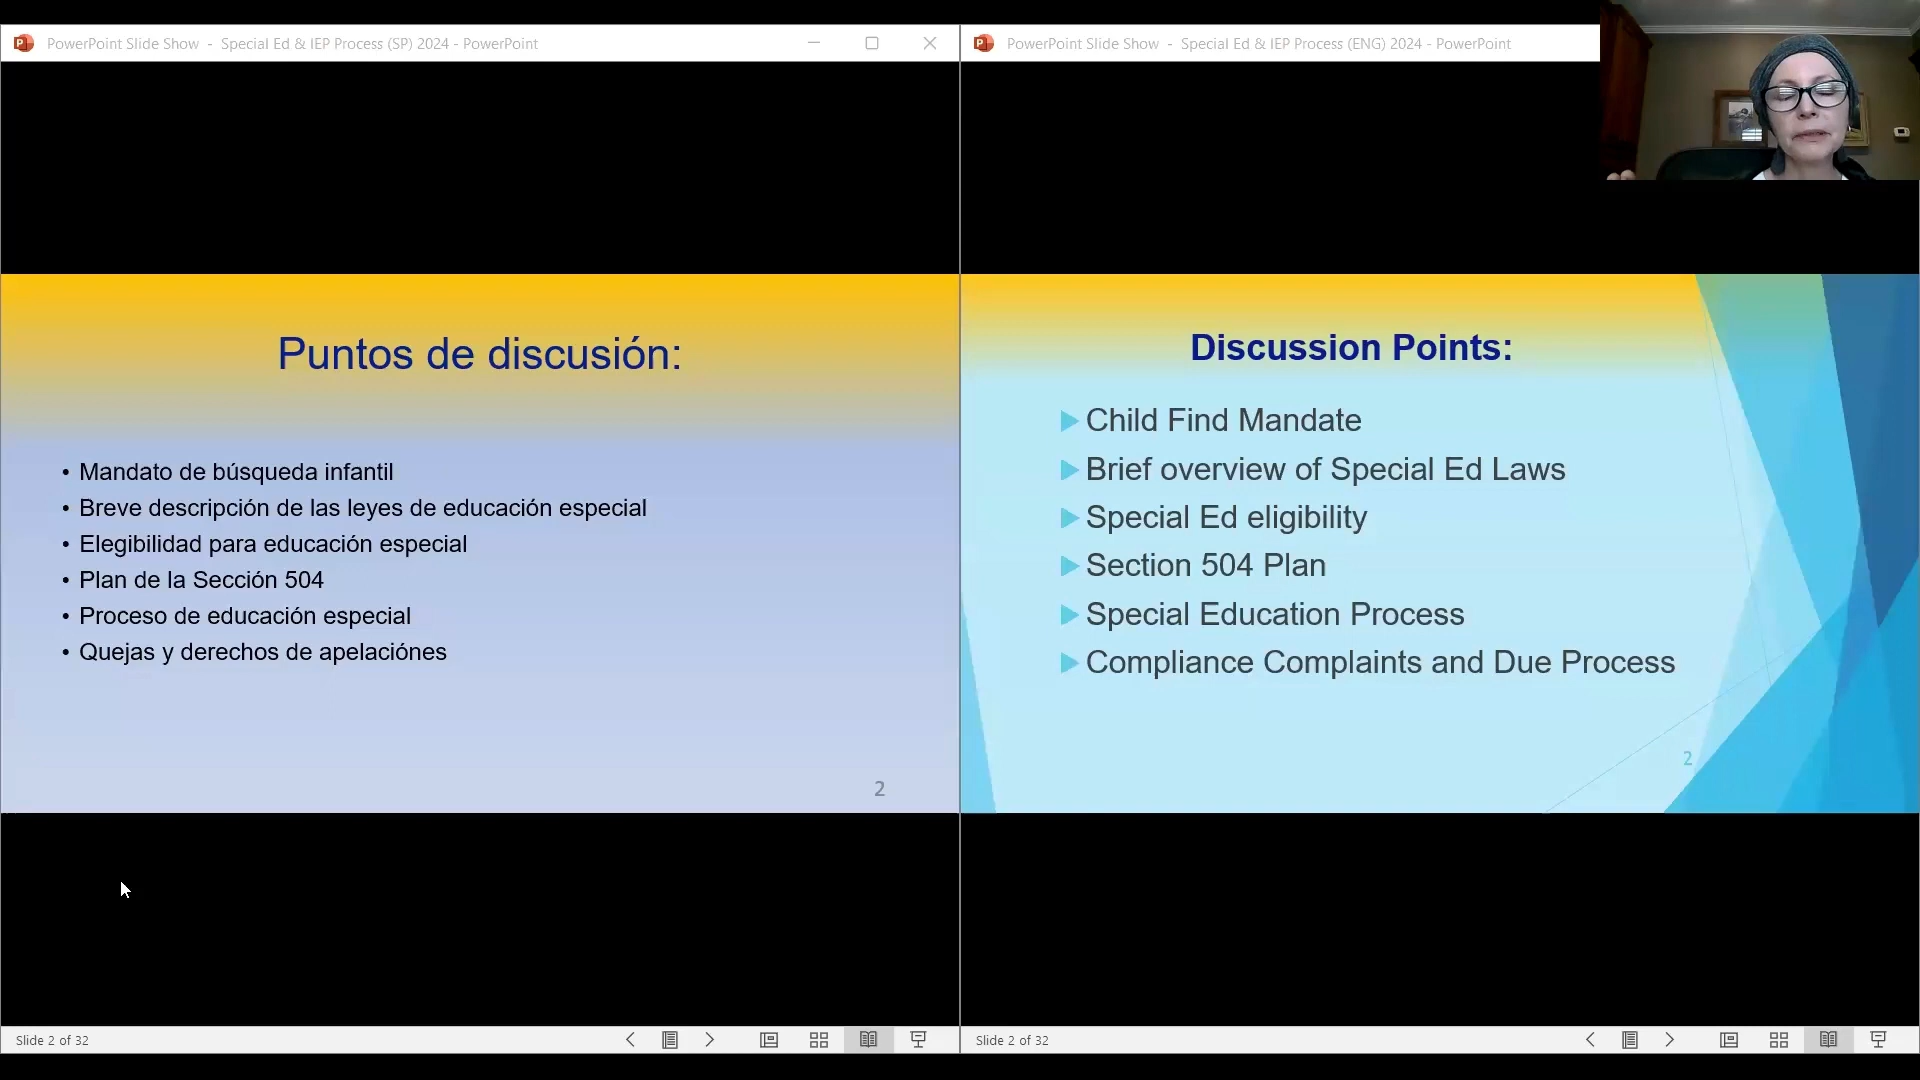 PowerPoint Slide Show - Special Ed & IEP Process (SP) 2024 - PowerPoint
Puntos de discusión:
• Mandato de búsqueda infantil
• Breve descripción de las leyes de educación especial
• Elegibilidad para educación especial
• Plan de la Sección 504
• Proceso de educación especial
• Quejas y derechos de apelaciónes
2
Slide 2 of 32
PowerPoint Slide Show - Special Ed & IEP Process (ENG) 2024 - PowerPoint
Discussion Points:
Child Find Mandate
Brief overview of Special Ed Laws
Special Ed eligibility
Section 504 Plan
Special Education Process
Compliance Complaints and Due Process
2
Slide 2 of 32